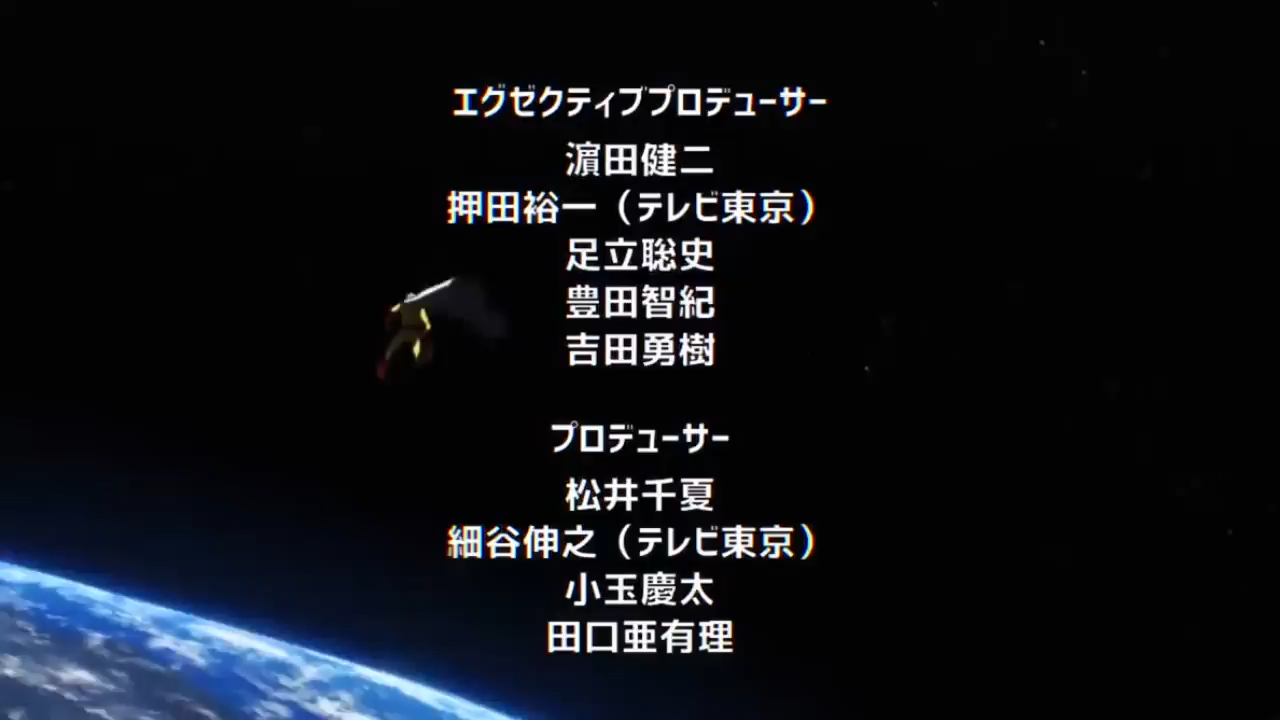 エグゼクティブプロデューサー
濵田健二
押田裕一（テレビ東京）
足立聡史
豊田智紀
吉田勇樹
プロデューサー
松井千夏
細谷伸之（テレビ東京）
小玉慶太
田口亜有理